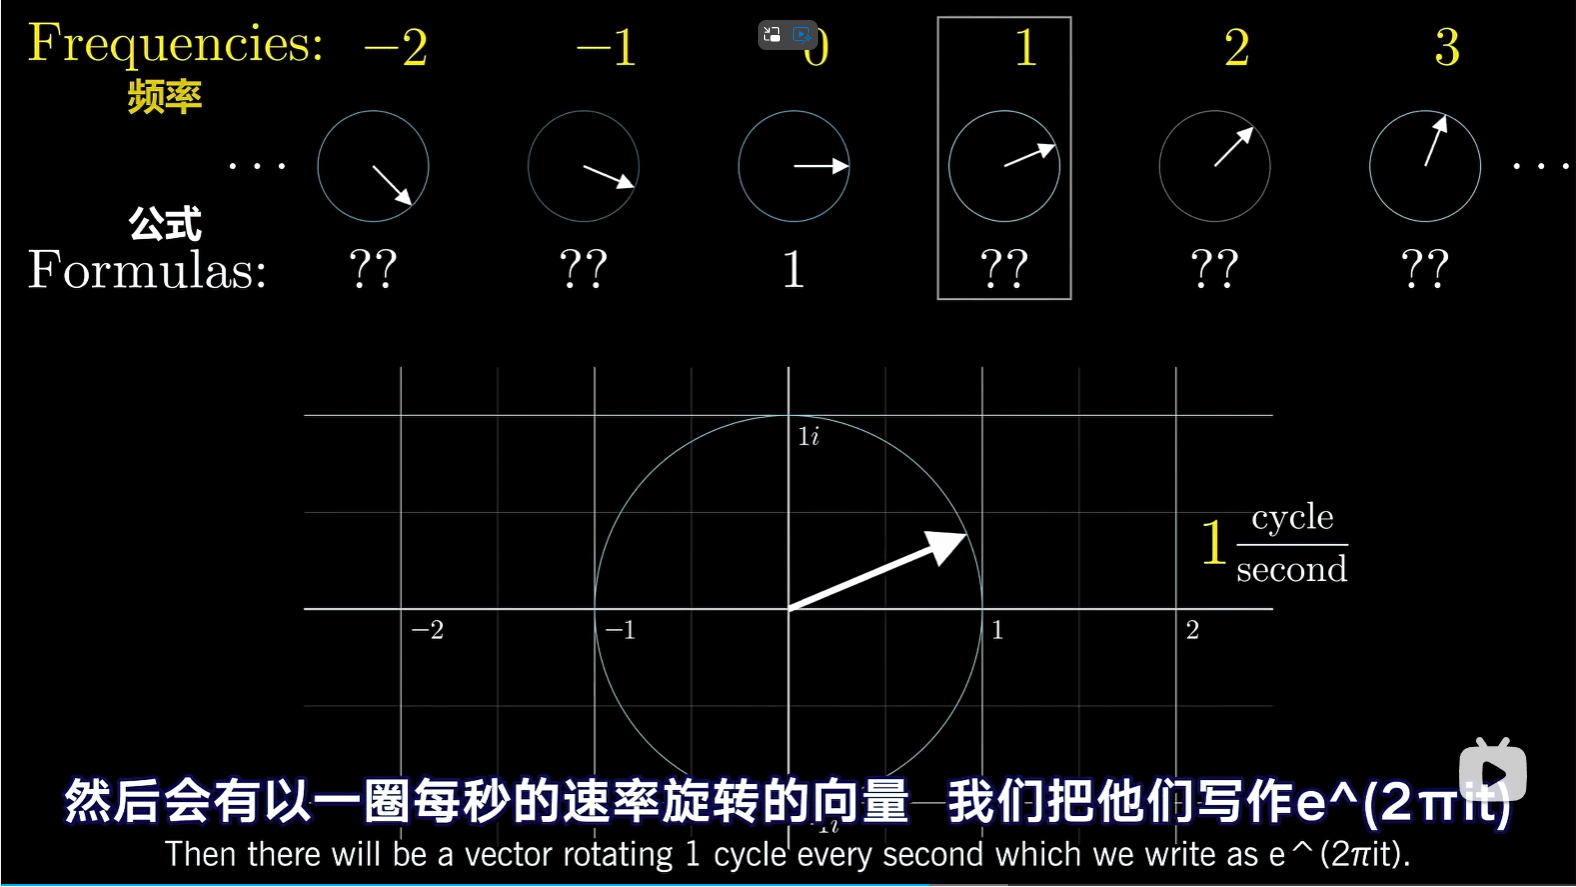 Frequencies: −2 −1 0 1 2 3
频率
··· ···
公式
Formulas: ?? ?? 1 ?? ?? ??
1i
1 cycle
second
−2 −1 1 2
然后会有以一圈每秒的速率旋转的向量 我们把他们写作e^(2πit)
Then there will be a vector rotating 1 cycle every second which we write as e^(2πit).